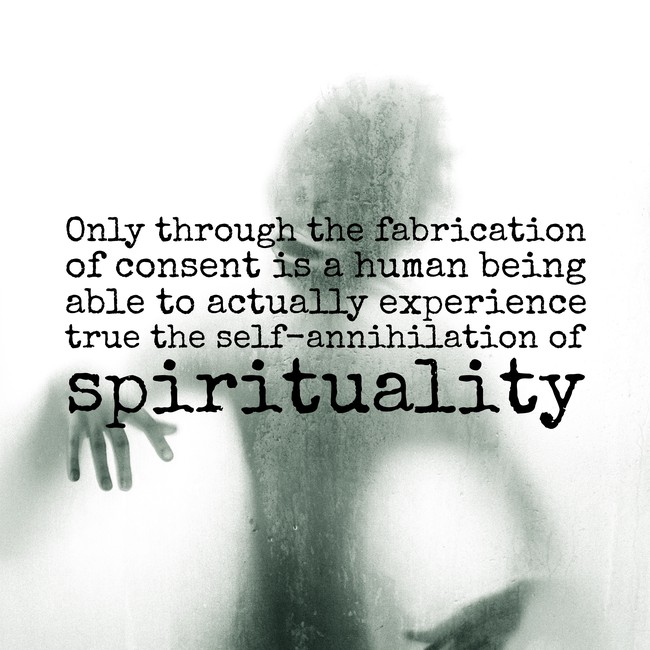 Only through the fabrication
of consent is a human being
able to actually experience
true the self-annihilation of
spirituality